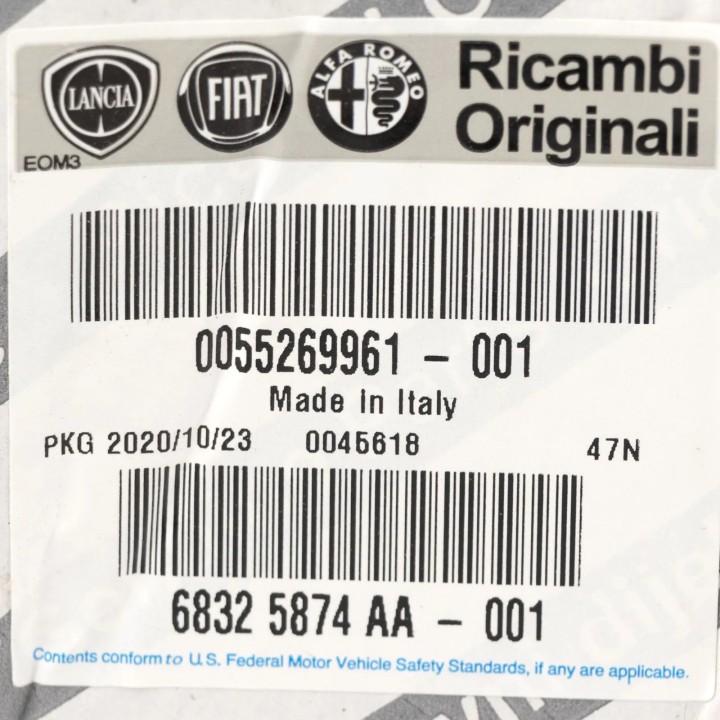 LANCIA FIAT ALFA ROMEO
Ricambi
Originali
EOM3
0055269961 - 001
Made in Italy
PKG 2020/10/23 0045618 47N
6832 5874 AA - 001
Contents conform to U.S. Federal Motor Vehicle Safety Standards, if any are applicable.